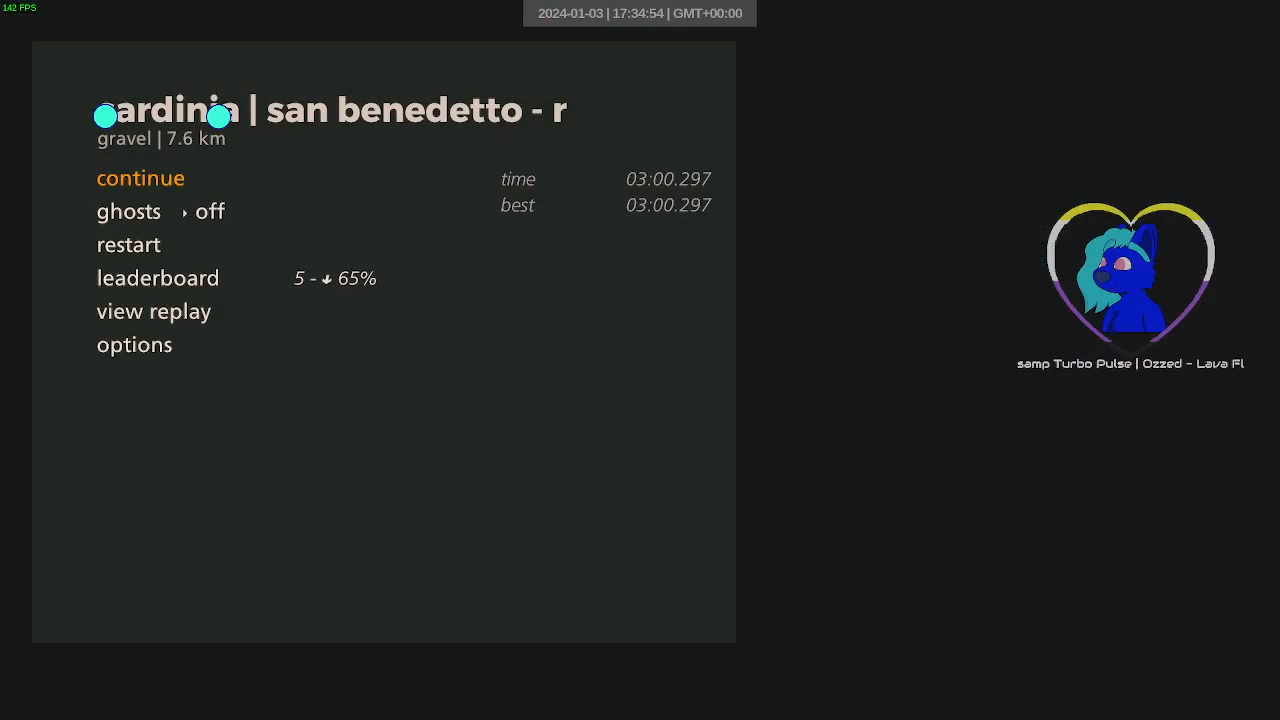 142 FPS
2024-01-03 | 17:34:54 | GMT+00:00
sardinia | san benedetto - r
gravel | 7.6 km
continue
time 03:00.297
ghosts ‣ off
best 03:00.297
restart
leaderboard 5 - ↓ 65%
view replay
options
samp Turbo Pulse | Ozzed - Lava Fl